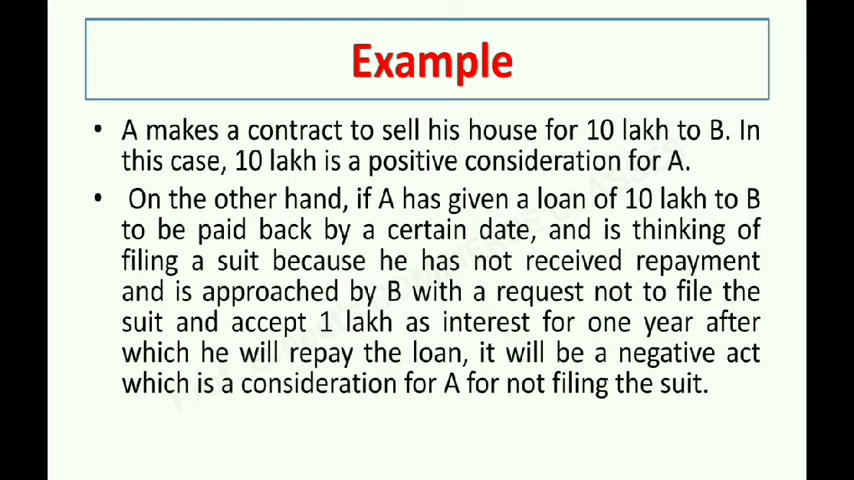 Example
• A makes a contract to sell his house for 10 lakh to B. In
this case, 10 lakh is a positive consideration for A.
• On the other hand, if A has given a loan of 10 lakh to B
to be paid back by a certain date, and is thinking of
filing a suit because he has not received repayment
and is approached by B with a request not to file the
suit and accept 1 lakh as interest for one year after
which he will repay the loan, it will be a negative act
which is a consideration for A for not filing the suit.